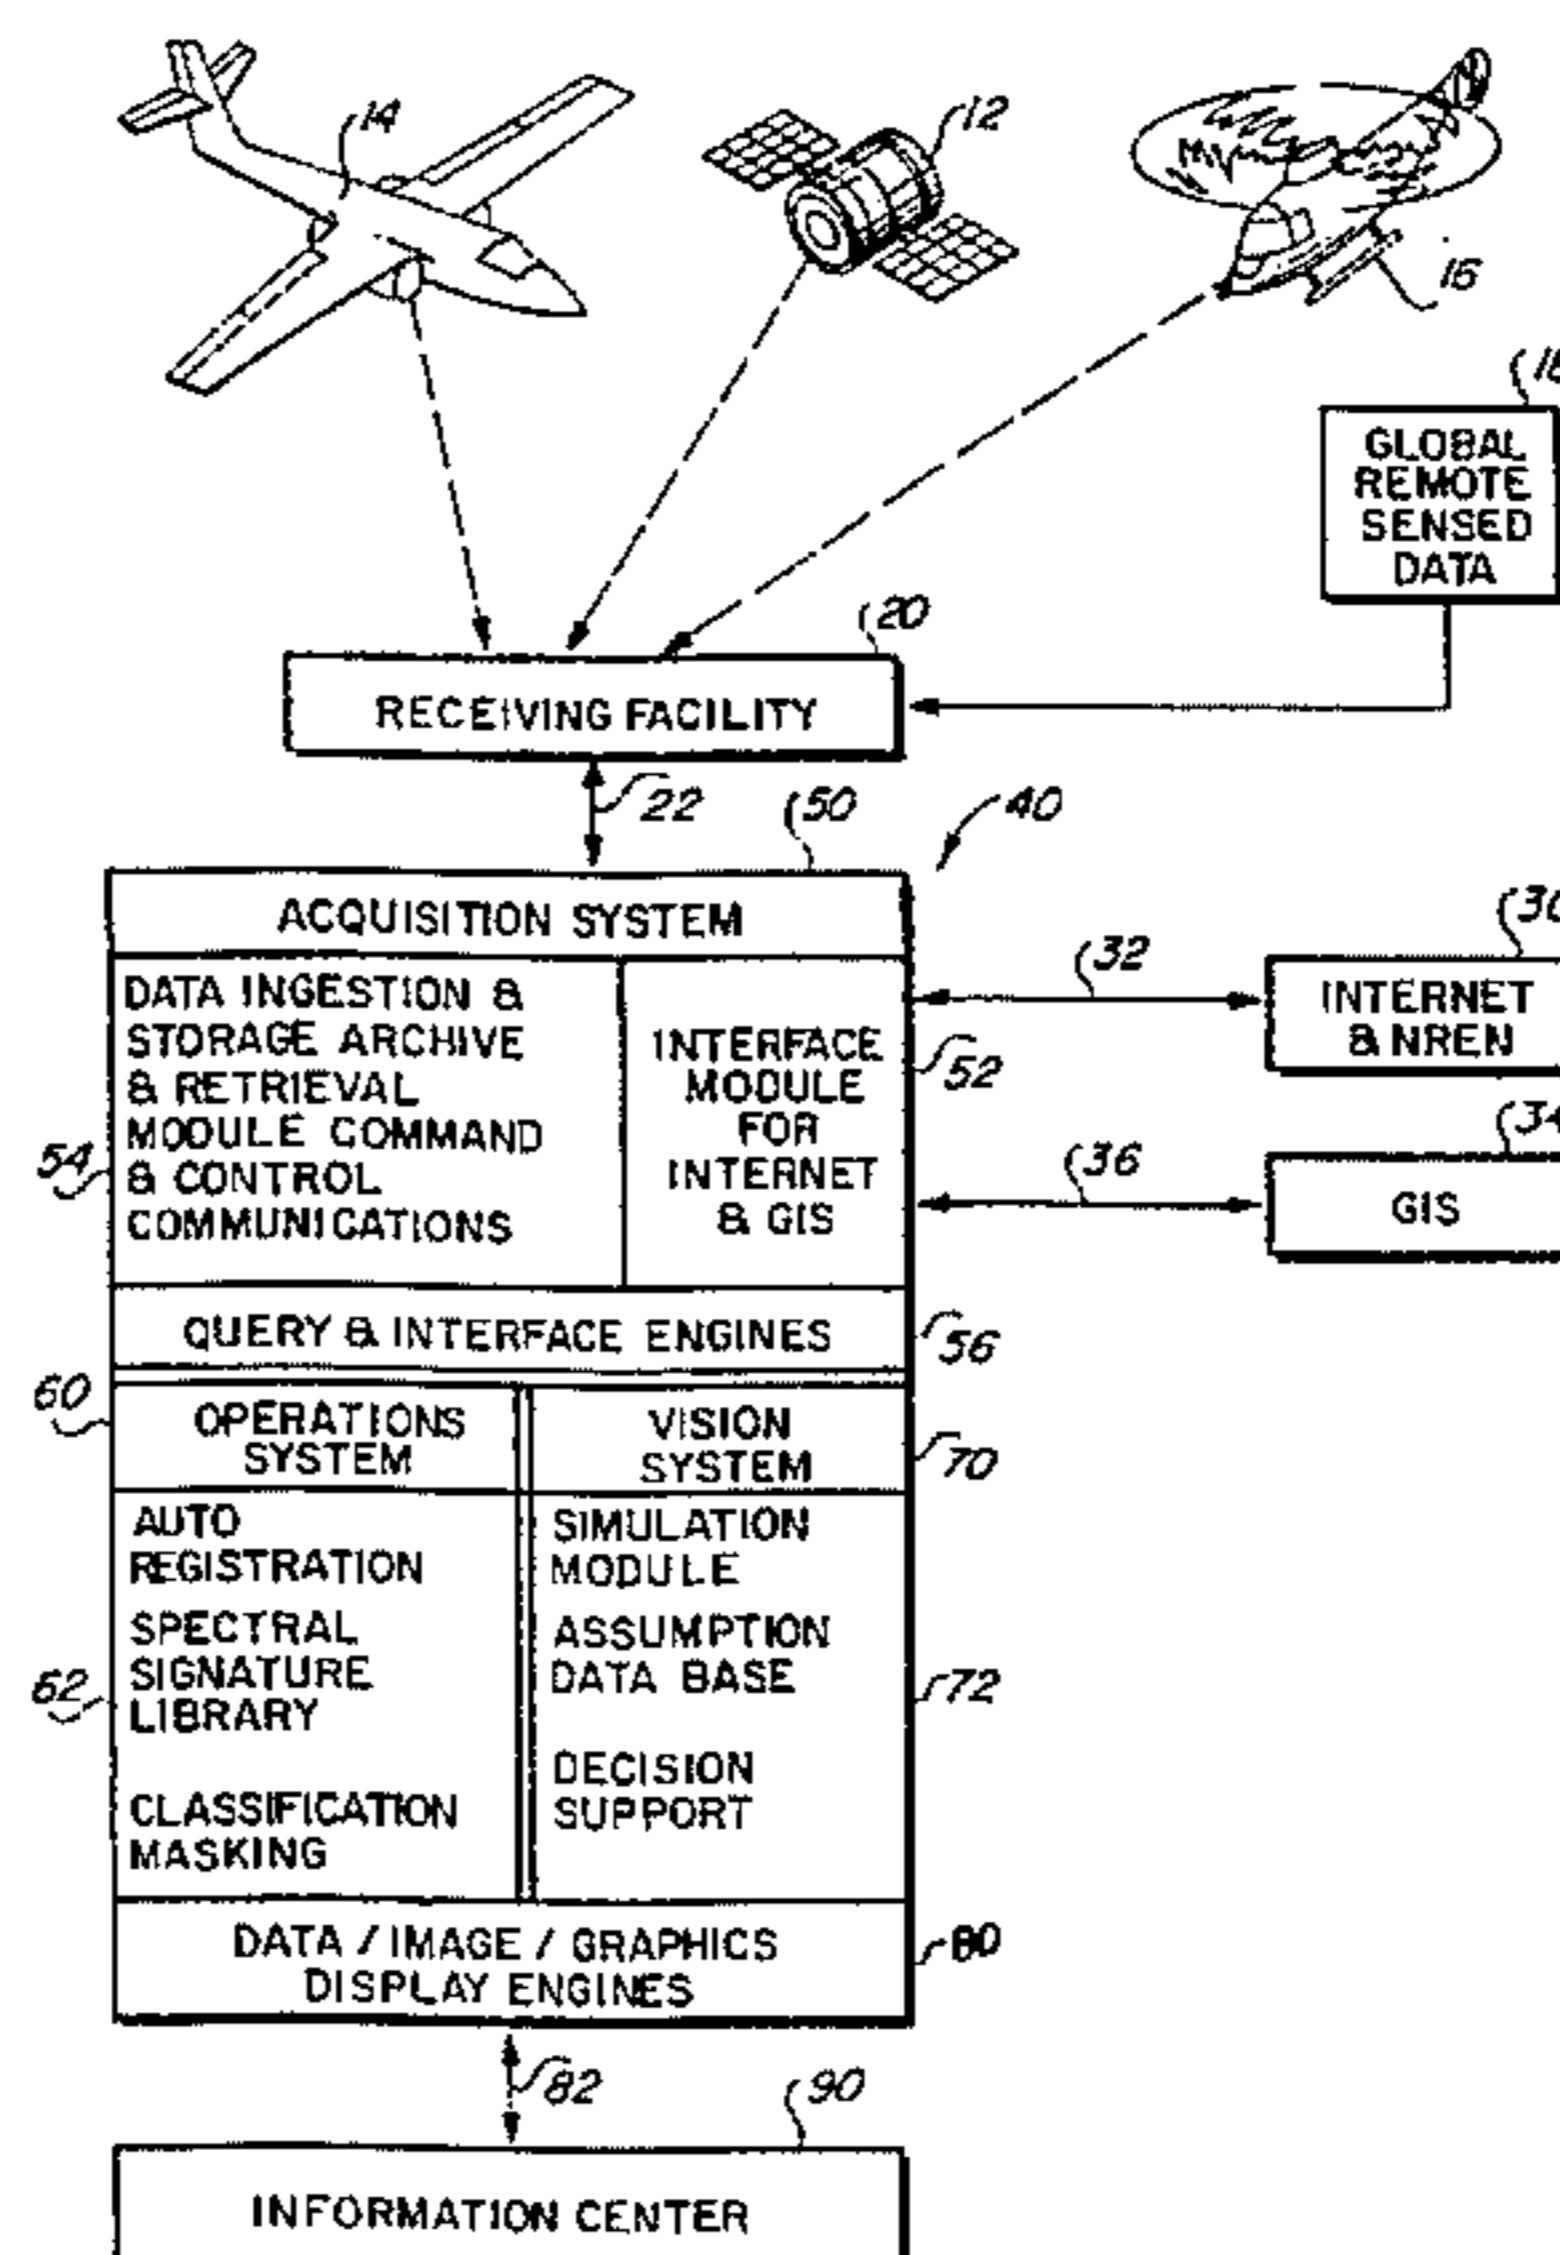 14
12
16
GLOBAL
REMOTE
SENSED
DATA
20
RECEIVING FACILITY
22
50
40
ACQUISITION SYSTEM
DATA INGESTION &
STORAGE ARCHIVE
& RETRIEVAL
MODULE COMMAND
& CONTROL
COMMUNICATIONS
54
INTERFACE
MODULE
FOR
INTERNET
& GIS
52
32
30
INTERNET
& NREN
36
34
GIS
QUERY & INTERFACE ENGINES
56
60
OPERATIONS
SYSTEM
VISION
SYSTEM
70
AUTO
REGISTRATION
SPECTRAL
SIGNATURE
LIBRARY
CLASSIFICATION
MASKING
62
SIMULATION
MODULE
ASSUMPTION
DATA BASE
DECISION
SUPPORT
72
DATA / IMAGE / GRAPHICS
DISPLAY ENGINES
80
82
90
INFORMATION CENTER